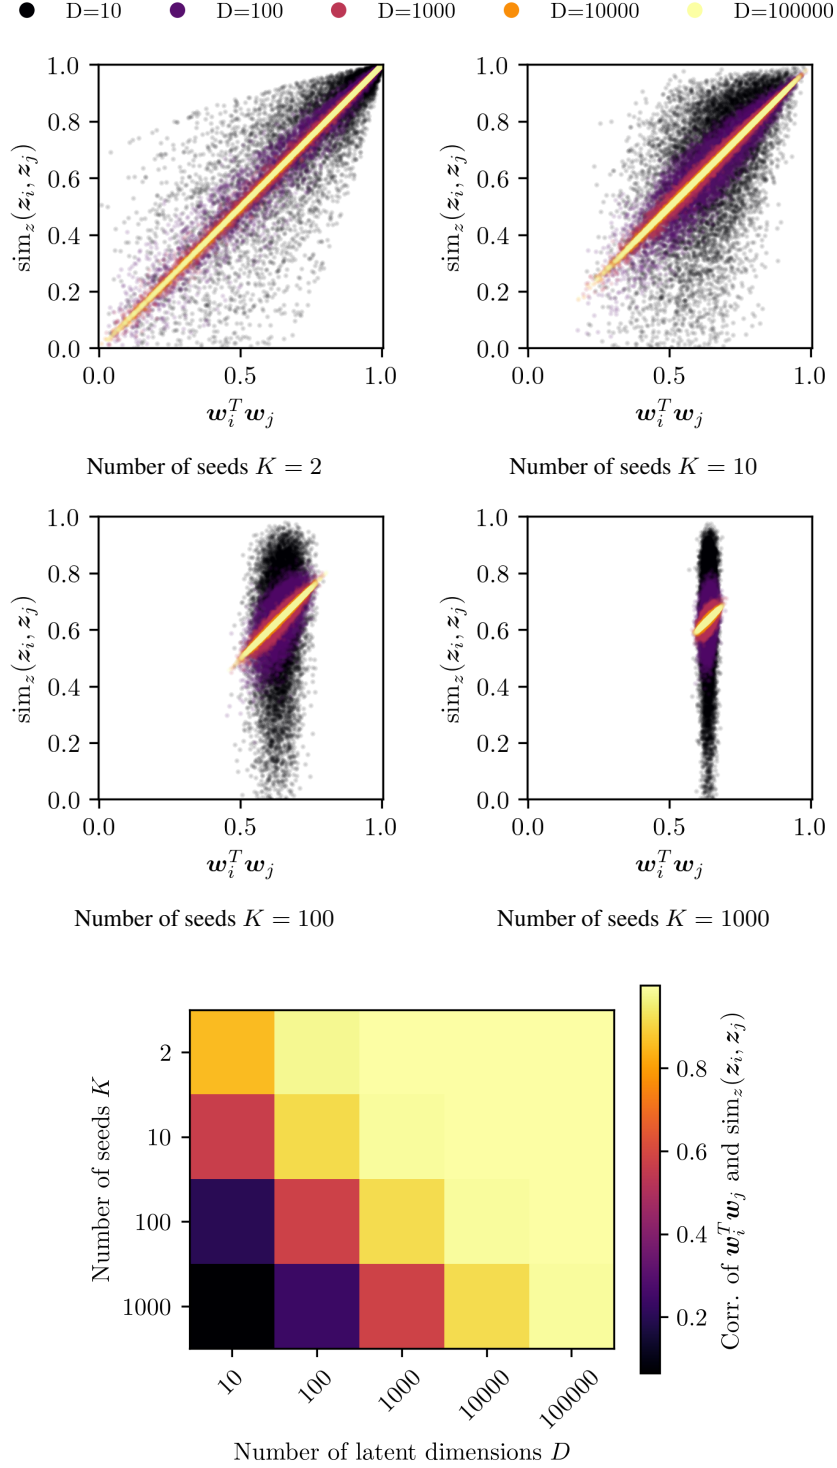 D=10 D=100 D=1000 D=10000 D=100000
1.0
0.8
0.6
0.4
0.2
0.0
sim_z(z_i, z_j)
0.0 0.5 1.0
w_i^T w_j
Number of seeds K = 2
1.0
0.8
0.6
0.4
0.2
0.0
sim_z(z_i, z_j)
0.0 0.5 1.0
w_i^T w_j
Number of seeds K = 10
1.0
0.8
0.6
0.4
0.2
0.0
sim_z(z_i, z_j)
0.0 0.5 1.0
w_i^T w_j
Number of seeds K = 100
1.0
0.8
0.6
0.4
0.2
0.0
sim_z(z_i, z_j)
0.0 0.5 1.0
w_i^T w_j
Number of seeds K = 1000
Number of seeds K
2
10
100
1000
10 100 1000 10000 100000
Number of latent dimensions D
0.8
0.6
0.4
0.2
Corr. of w_i^T w_j and sim_z(z_i, z_j)